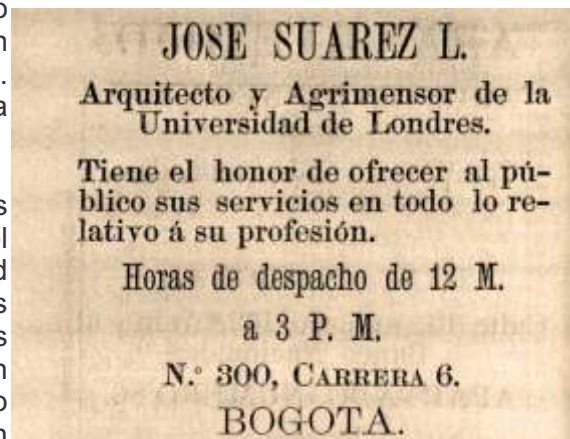 JOSE SUAREZ L.
Arquitecto y Agrimensor de la
Universidad de Londres.
Tiene el honor de ofrecer al pú-
blico sus servicios en todo lo re-
lativo á su profesión.
Horas de despacho de 12 M.
a 3 P. M.
N.° 300, CARRERA 6.
BOGOTA.